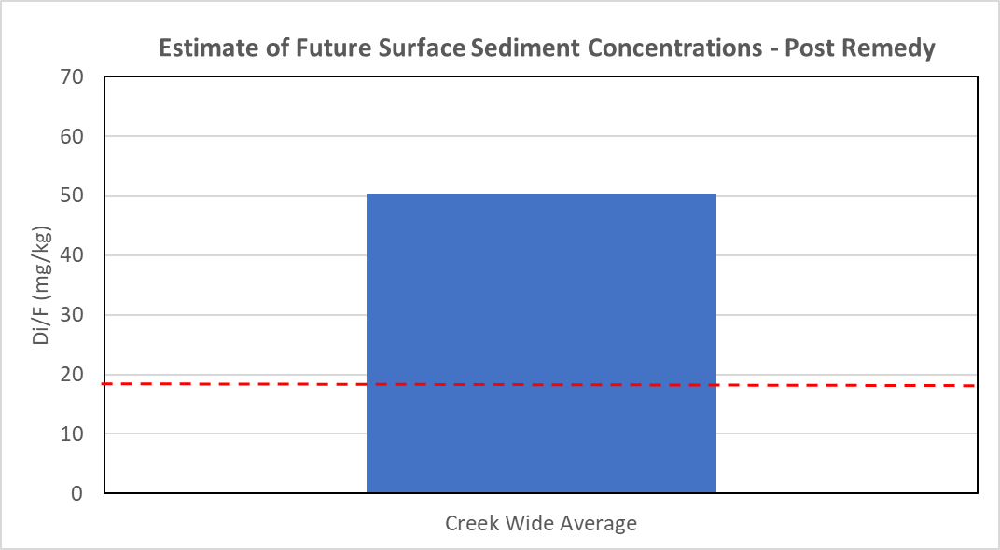 Estimate of Future Surface Sediment Concentrations - Post Remedy
70
60
50
40
30
20
10
0
Di/F (mg/kg)
Creek Wide Average